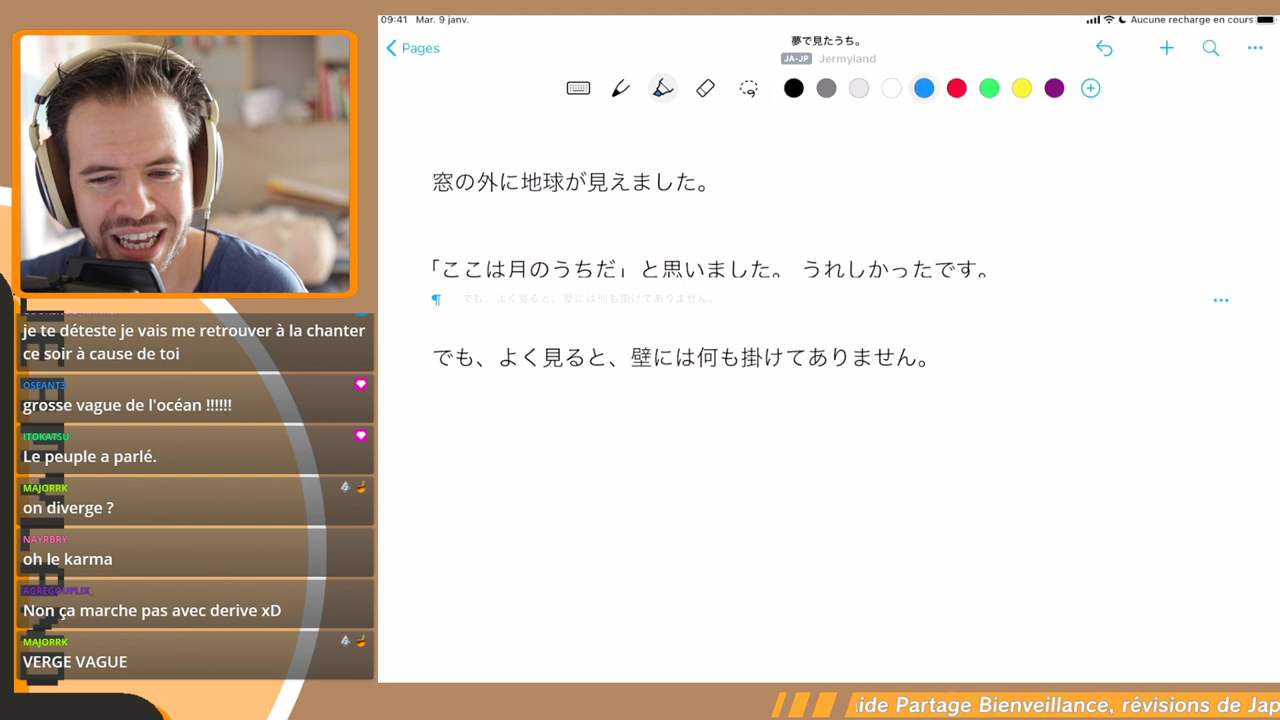 09:41 Mar. 9 janv.
Aucune recharge en cours
Pages
夢で見たうち。
JA-JP Jermyland
窓の外に地球が見えました。
「ここは月のうちだ」と思いました。 うれしかったです。
でも、よく見ると、壁には何も掛けてありません。
でも、よく見ると、壁には何も掛けてありません。
je te déteste je vais me retrouver à la chanter
ce soir à cause de toi
OSEANT3
grosse vague de l'océan !!!!!!
ITOKATSU
Le peuple a parlé.
MAJORRK
on diverge ?
NAYRBRY
oh le karma
AGREGOUPLIX_
Non ça marche pas avec derive xD
MAJORRK
VERGE VAGUE
Partage Bienveillance, révisions de Jap